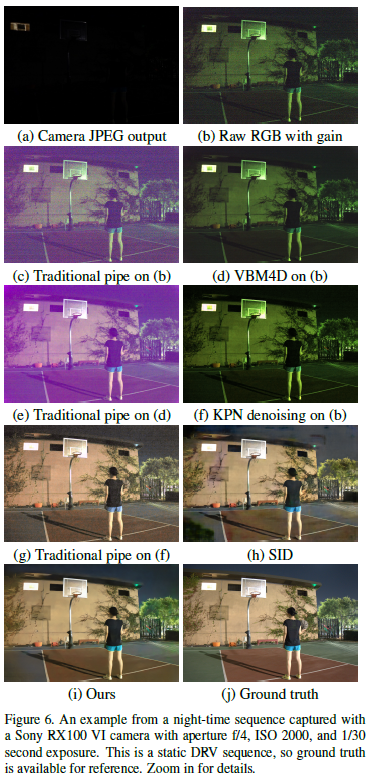 (a) Camera JPEG output
(b) Raw RGB with gain
(c) Traditional pipe on (b)
(d) VBM4D on (b)
(e) Traditional pipe on (d)
(f) KPN denoising on (b)
(g) Traditional pipe on (f)
(h) SID
(i) Ours
(j) Ground truth
Figure 6. An example from a night-time sequence captured with
a Sony RX100 VI camera with aperture f/4, ISO 2000, and 1/30
second exposure. This is a static DRV sequence, so ground truth
is available for reference. Zoom in for details.